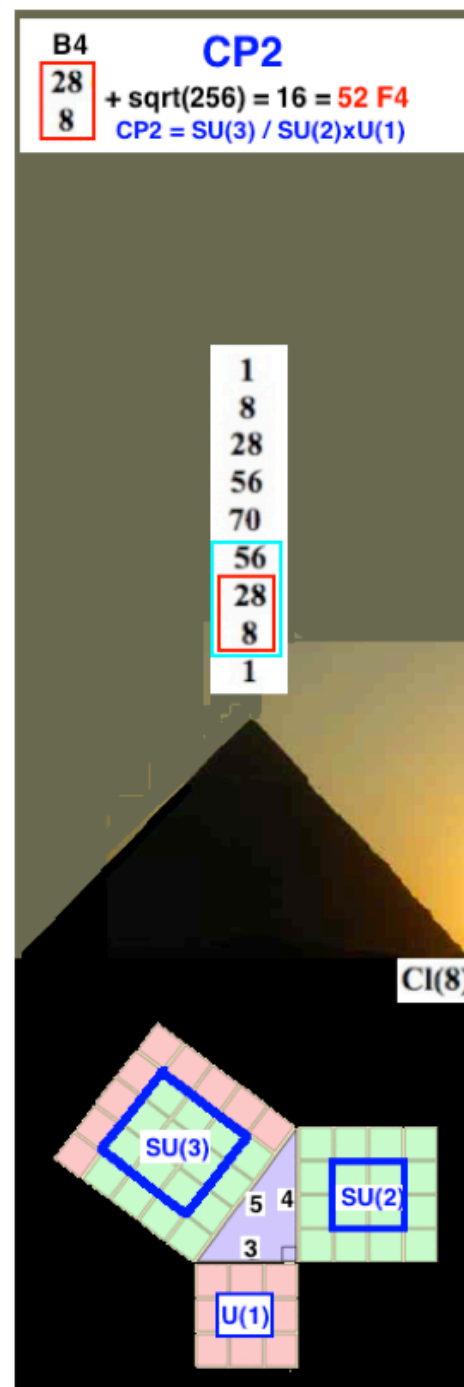 B4
CP2
28
8
+ sqrt(256) = 16 = 52 F4
CP2 = SU(3) / SU(2)xU(1)
1
8
28
56
70
56
28
8
1
Cl(8)
SU(3)
5
4
SU(2)
3
U(1)